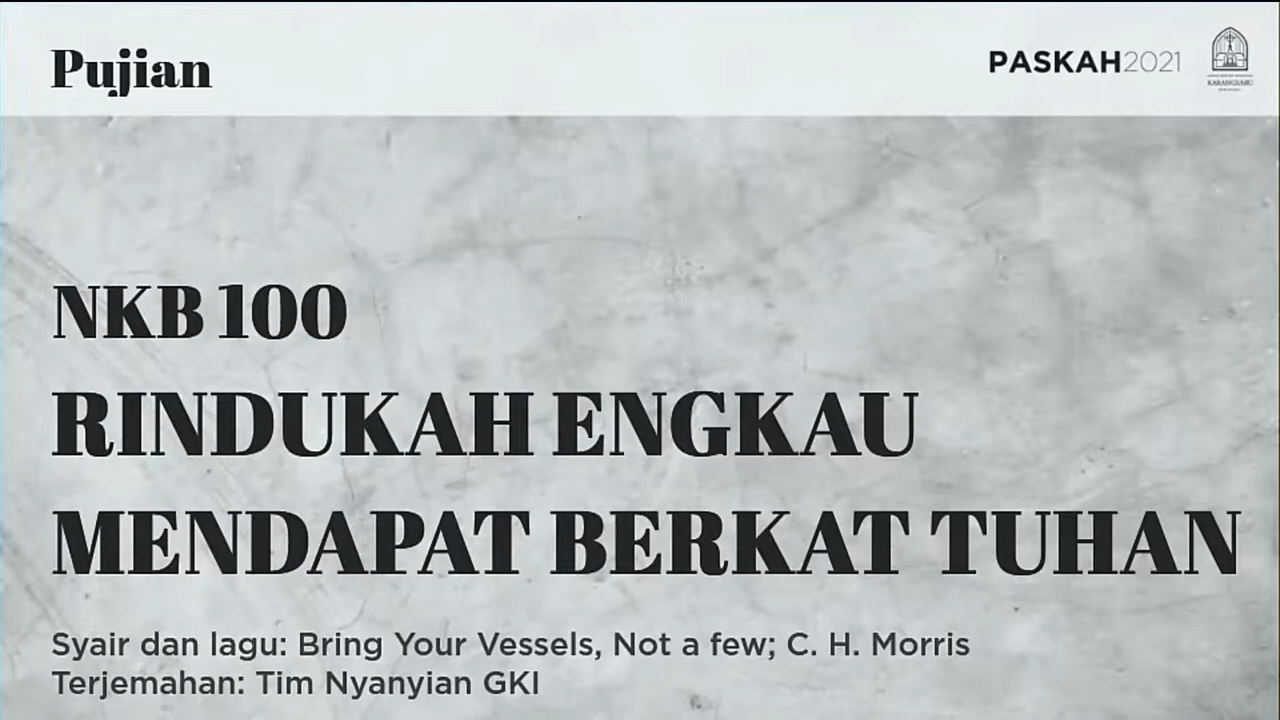 Pujian
PASKAH2021
KARANGSARU
NKB 100
RINDUKAH ENGKAU
MENDAPAT BERKAT TUHAN
Syair dan lagu: Bring Your Vessels, Not a few; C. H. Morris
Terjemahan: Tim Nyanyian GKI